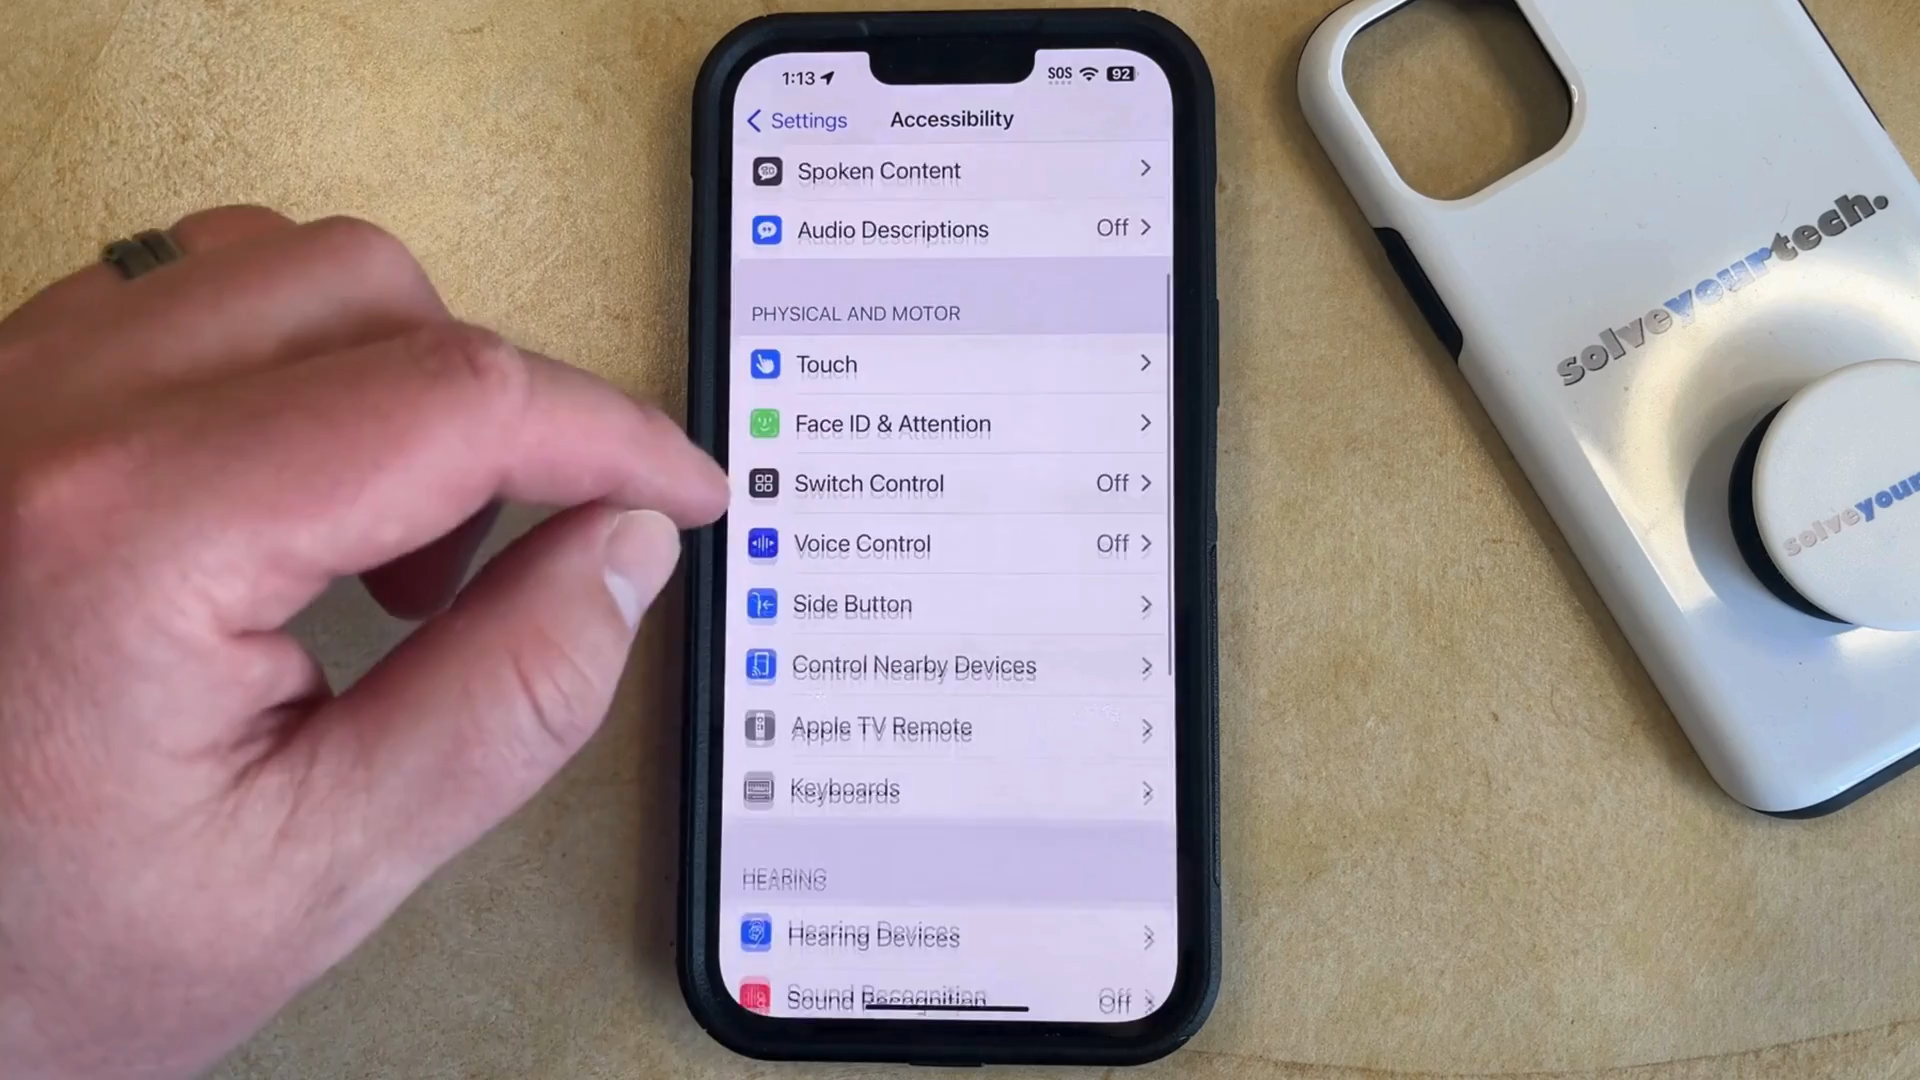 1:13
SOS
92
Settings
Accessibility
Spoken Content
Audio Descriptions
Off
PHYSICAL AND MOTOR
Touch
Face ID & Attention
Switch Control
Off
Voice Control
Off
Side Button
Control Nearby Devices
Apple TV Remote
Keyboards
HEARING
Hearing Devices
Sound Recognition
Off
solveyourtech.
solveyour